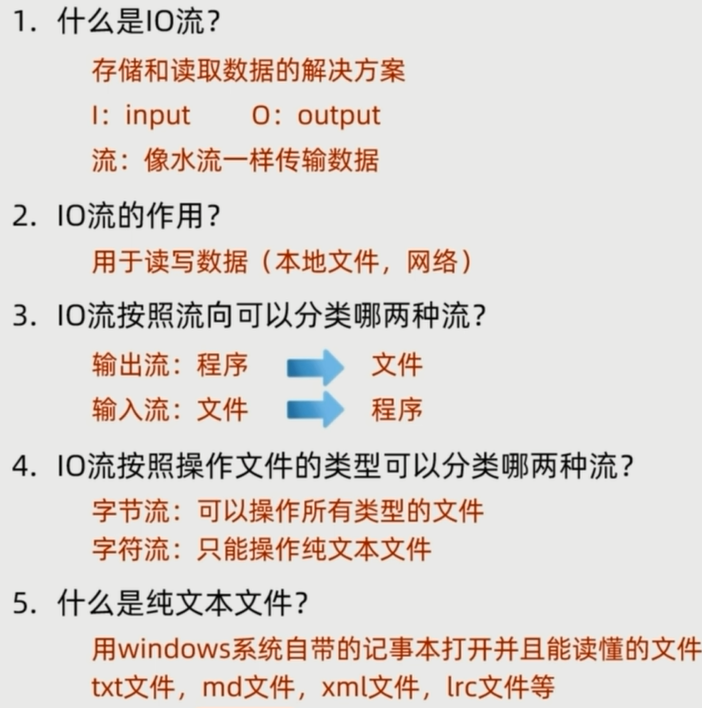 1. 什么是IO流？
存储和读取数据的解决方案
I：input O：output
流：像水流一样传输数据
2. IO流的作用？
用于读写数据（本地文件，网络）
3. IO流按照流向可以分类哪两种流？
输出流：程序 文件
输入流：文件 程序
4. IO流按照操作文件的类型可以分类哪两种流？
字节流：可以操作所有类型的文件
字符流：只能操作纯文本文件
5. 什么是纯文本文件？
用windows系统自带的记事本打开并且能读懂的文件
txt文件，md文件，xml文件，lrc文件等